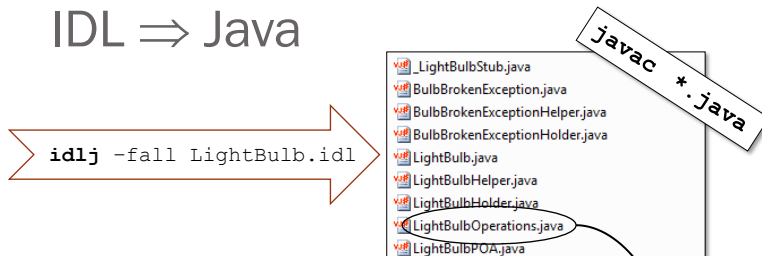 IDL ⇒ Java
javac *.java
idlj –fall LightBulb.idl
_LightBulbStub.java
BulbBrokenException.java
BulbBrokenExceptionHelper.java
BulbBrokenExceptionHolder.java
LightBulb.java
LightBulbHelper.java
LightBulbHolder.java
LightBulbOperations.java
LightBulbPOA.java